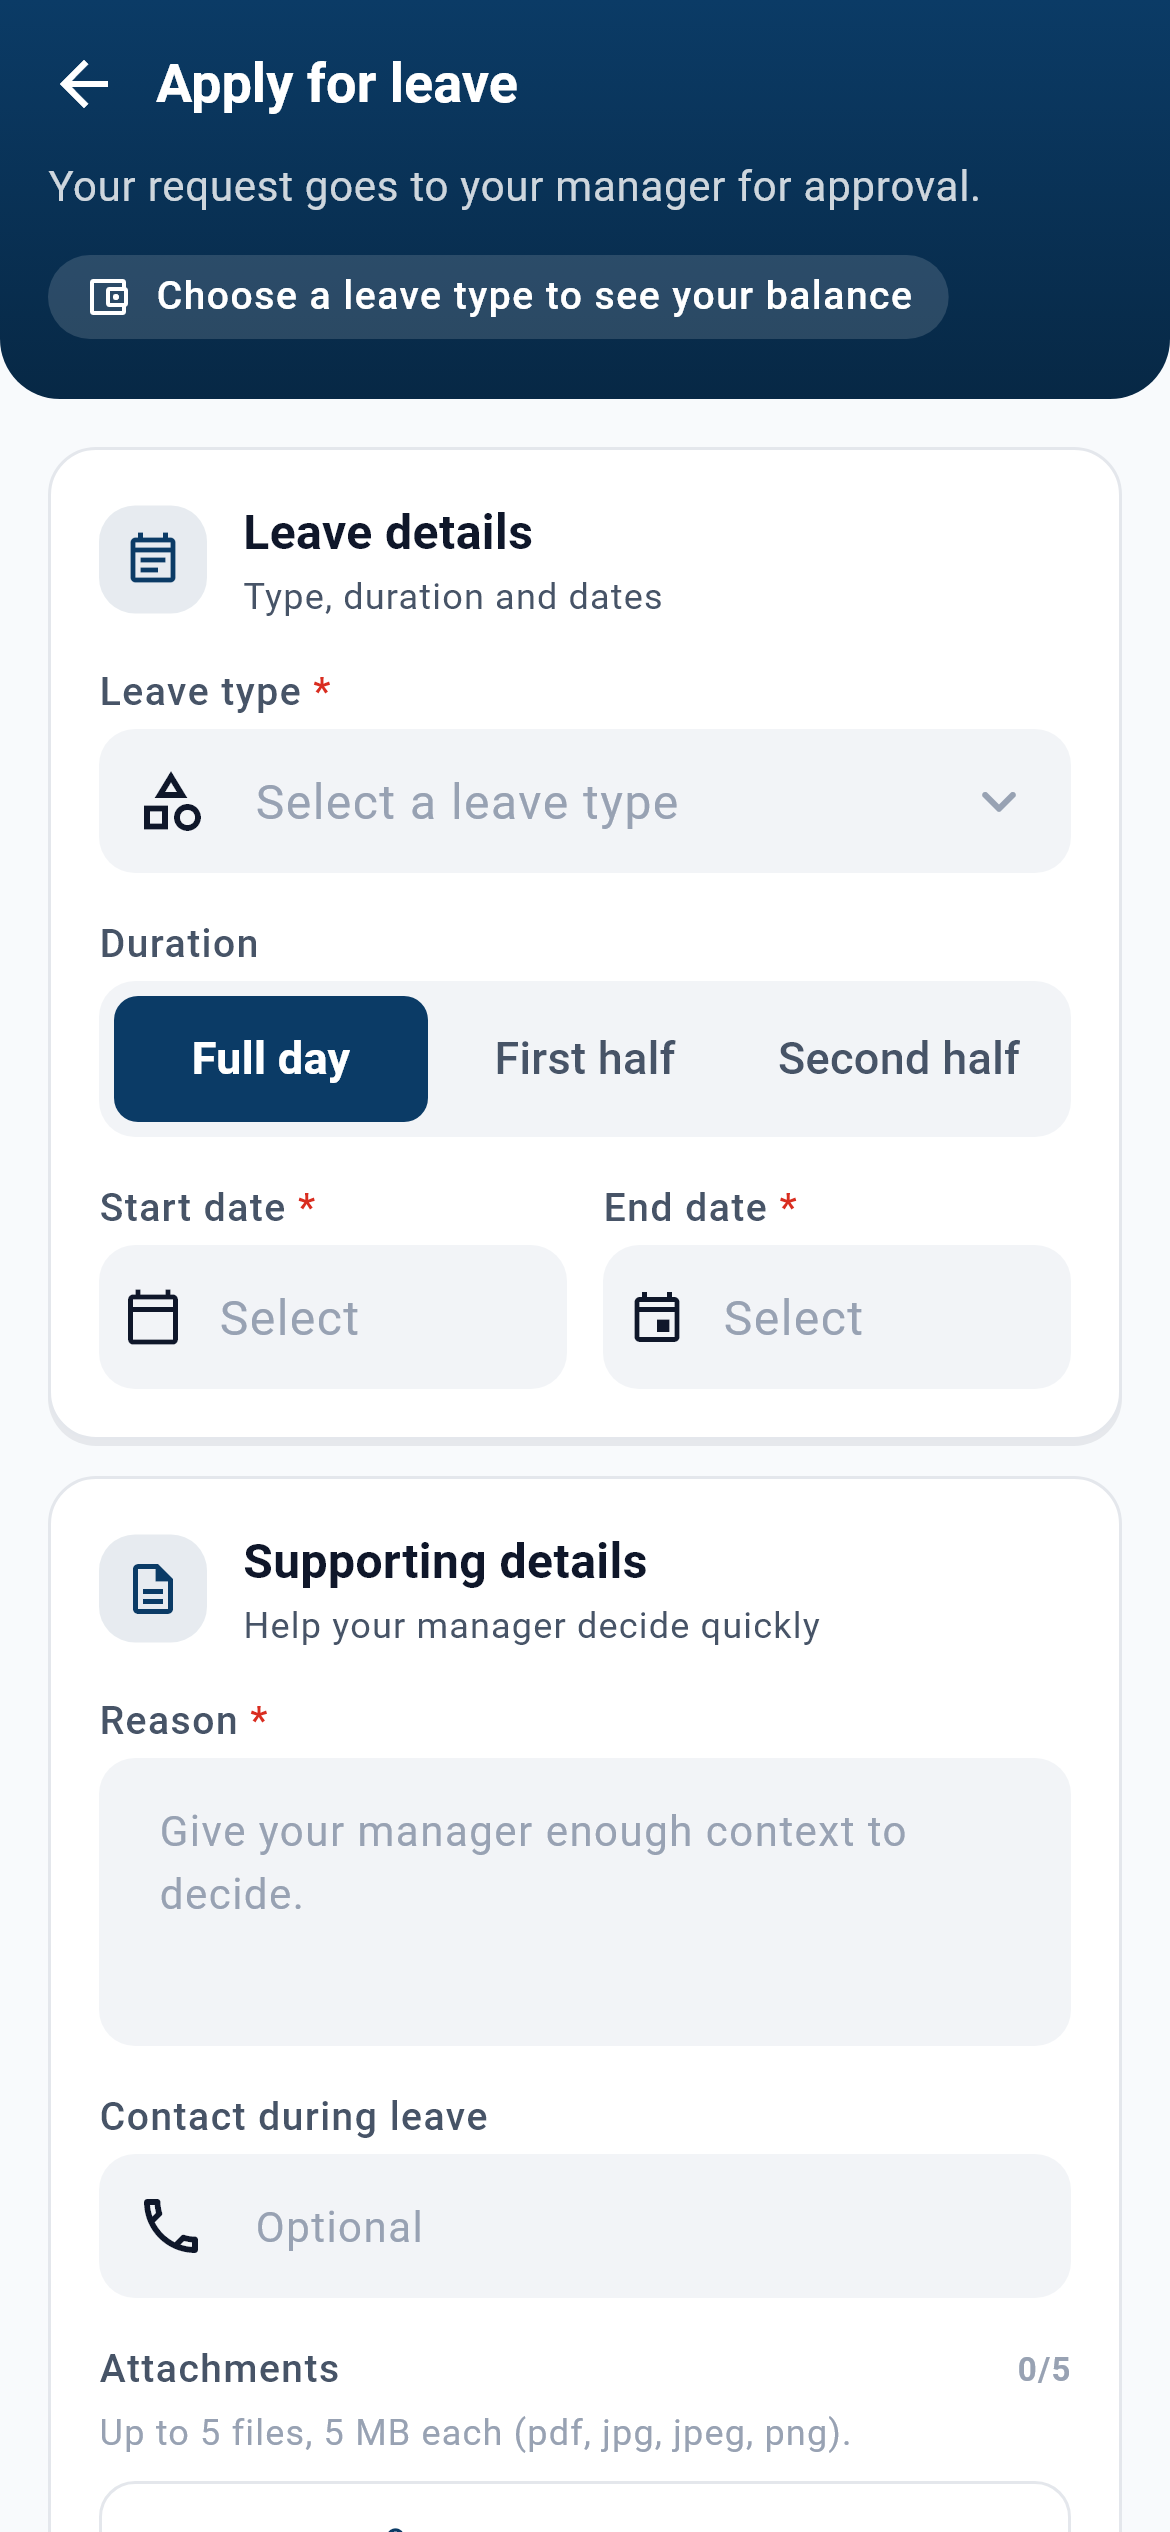 Apply for leave
Your request goes to your manager for approval.
Choose a leave type to see your balance
Leave details
Type, duration and dates
Leave type *
Select a leave type
Duration
Full day First half Second half
Start date * End date *
Select Select
Supporting details
Help your manager decide quickly
Reason *
Give your manager enough context to
decide.
Contact during leave
Optional
Attachments 0/5
Up to 5 files, 5 MB each (pdf, jpg, jpeg, png).